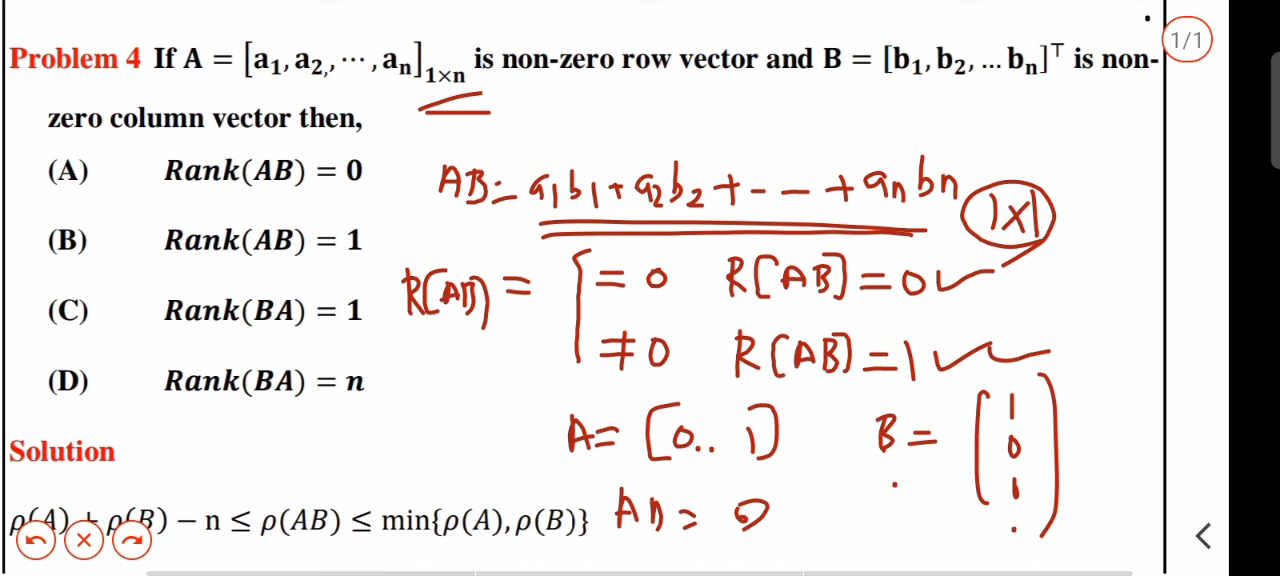 1/1
Problem 4 If A = [a₁, a₂,, ⋯ , aₙ]₁ₓₙ is non-zero row vector and B = [b₁, b₂, … bₙ]ᵀ is non-
zero column vector then,
(A) Rank(AB) = 0
AB = a₁b₁ + a₂b₂ + - - - + aₙbₙ 1x1
(B) Rank(AB) = 1
R[AB] = { = 0 R[AB] = 0 ✓
(C) Rank(BA) = 1
≠ 0 R[AB] = 1 ✓
(D) Rank(BA) = n
A = [0.. 1] B = [1 0 1 .]
Solution
ρ(A) + ρ(B) − n ≤ ρ(AB) ≤ min{ρ(A), ρ(B)} AB = 0